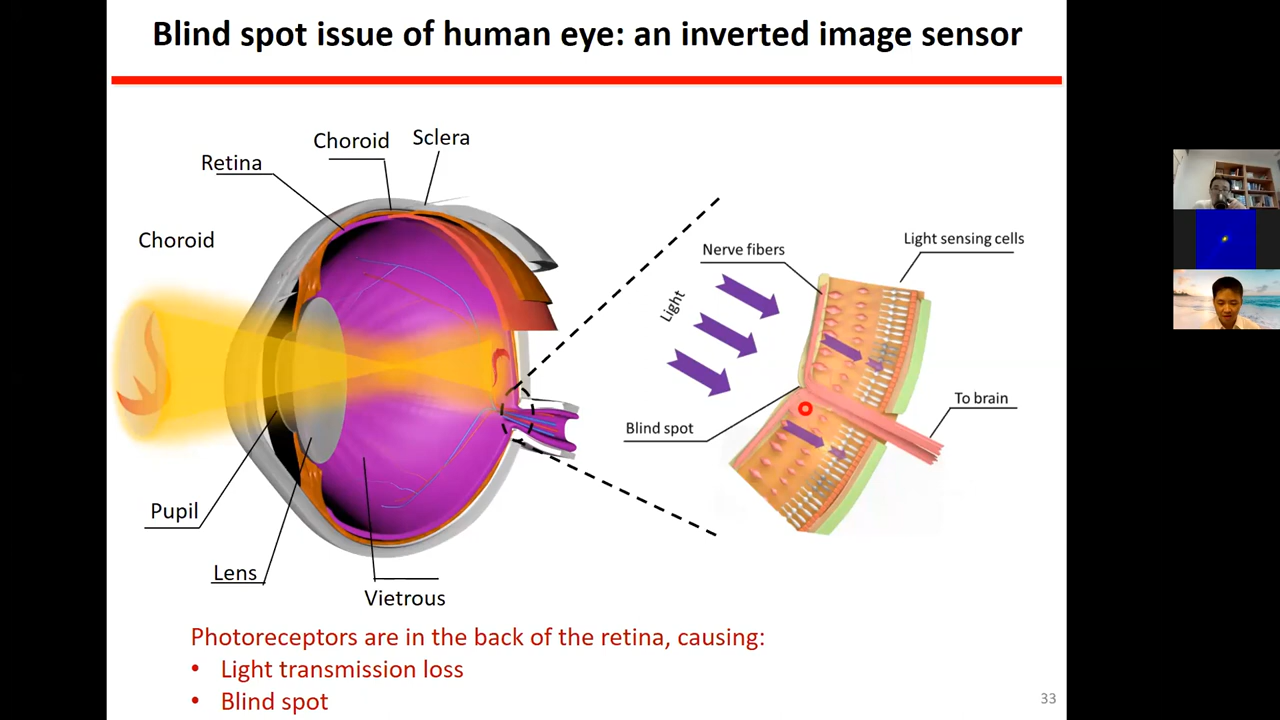 Blind spot issue of human eye: an inverted image sensor
Choroid
Sclera
Retina
Choroid
Nerve fibers
Light sensing cells
Light
To brain
Blind spot
Pupil
Lens
Vietrous
Photoreceptors are in the back of the retina, causing:
• Light transmission loss
• Blind spot
33